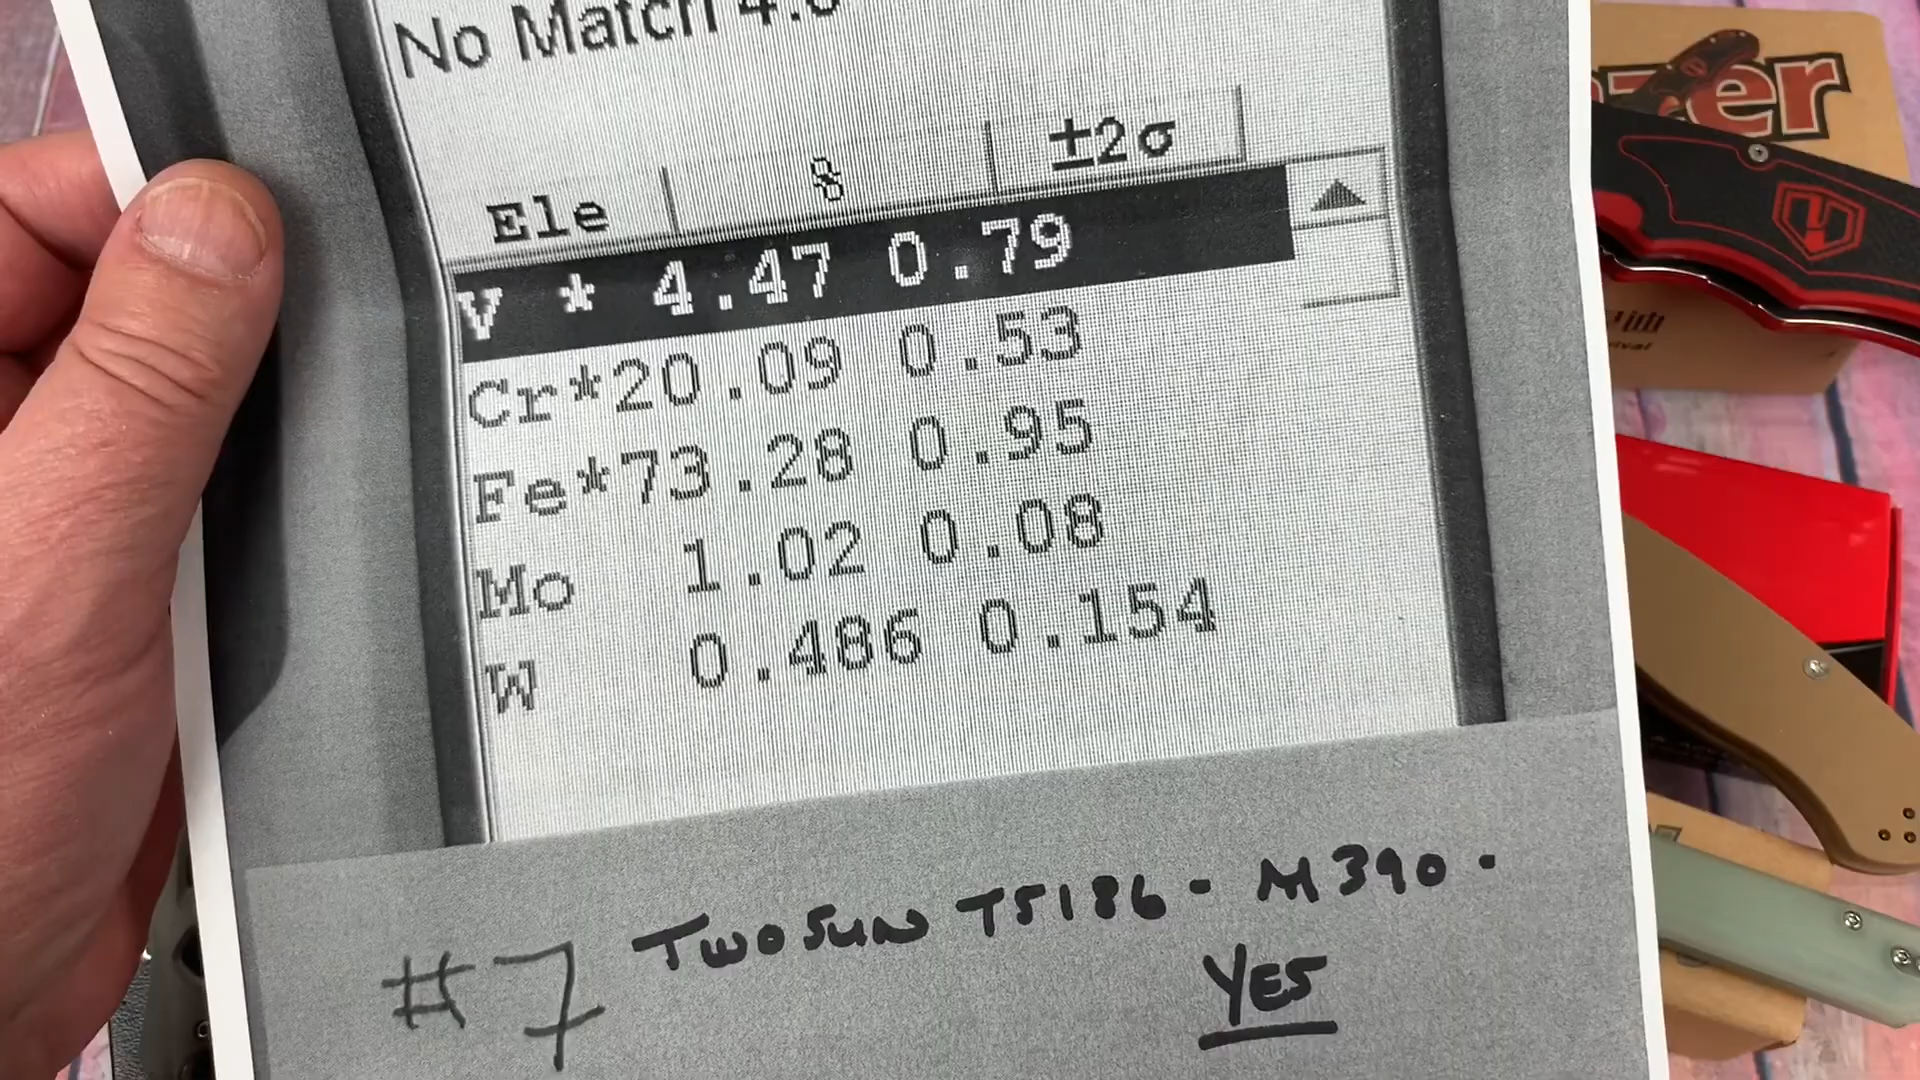 No Match 4.0
Ele % ±2σ
V * 4.47 0.79
Cr*20.09 0.53
Fe*73.28 0.95
Mo 1.02 0.08
W 0.486 0.154
#7 TWOSUN TS186 - M390 -
YES
zer